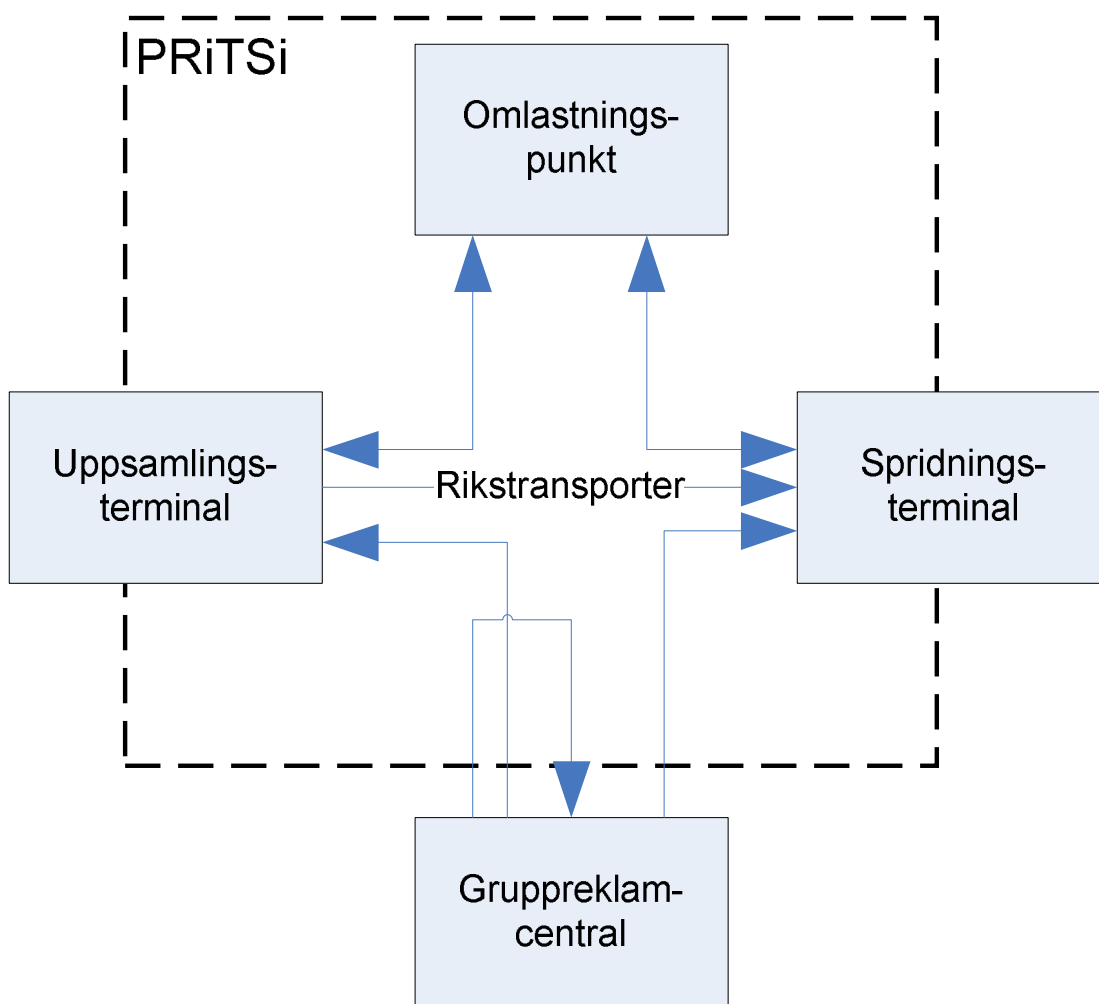 PRiTSi
Omlastnings-
punkt
Uppsamlings-
terminal
Rikstransporter
Spridnings-
terminal
Gruppreklam-
central